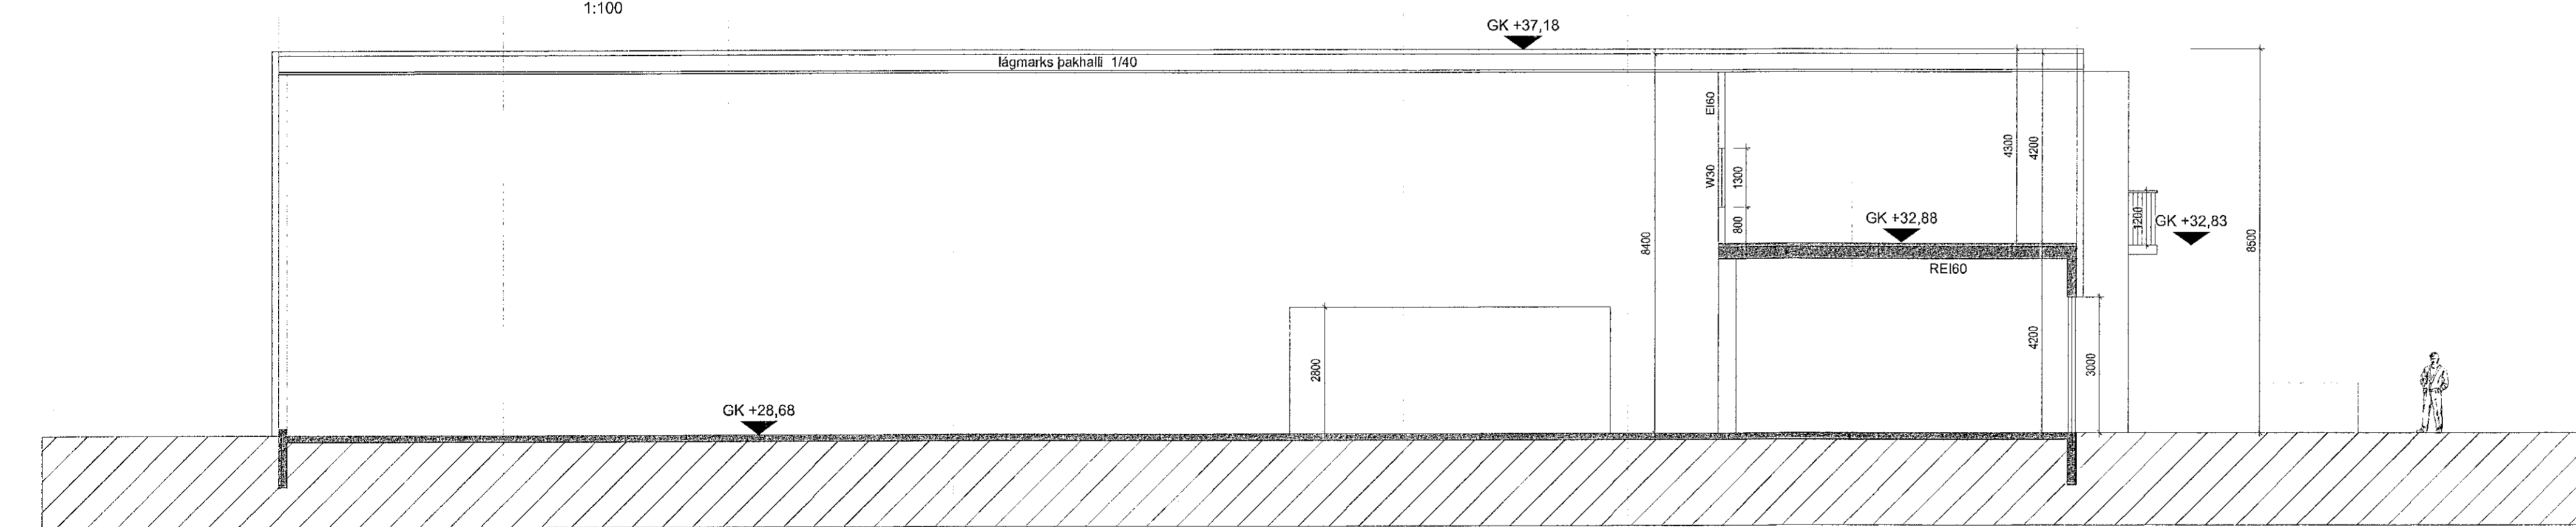 1:100
GK +37,18
lágmarks þakhalli 1/40
EI60
W30
1300
800
8400
4300
4200
GK +32,88
REI60
1200
GK +32,83
8500
2800
4200
3000
GK +28,68